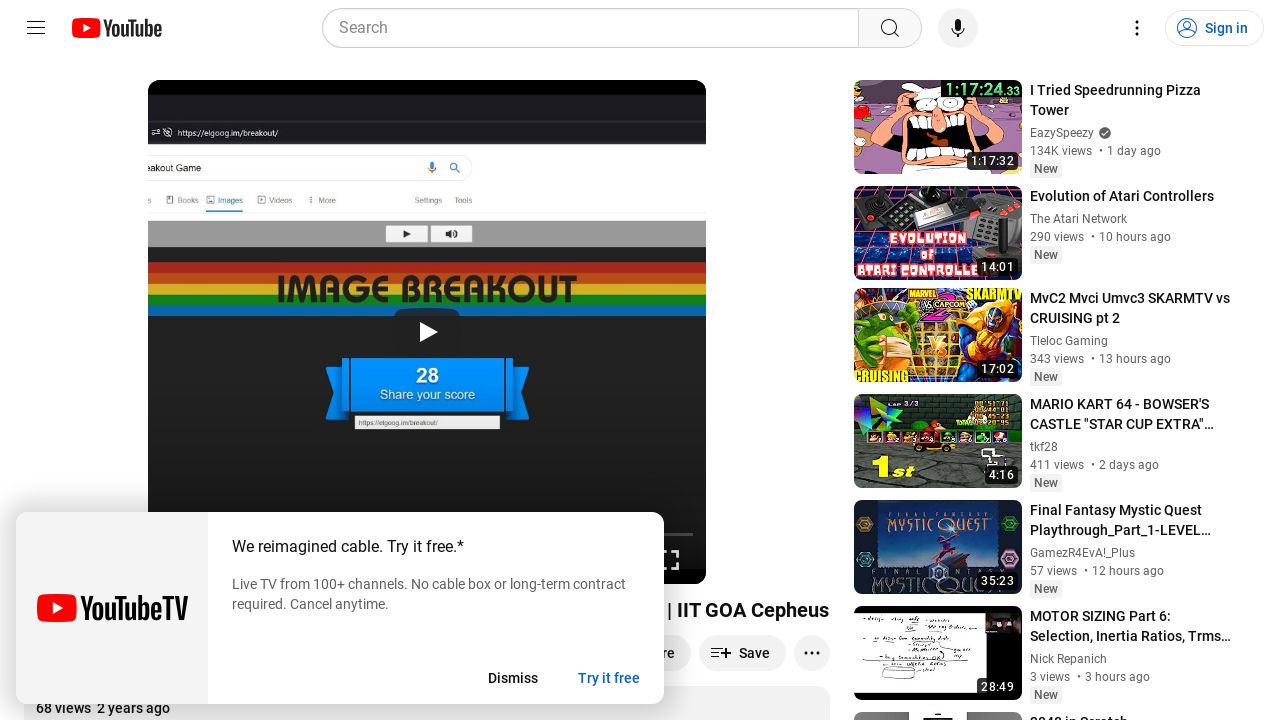 YouTube
Search
Sign in
https://elgoog.im/breakout/
eakout Game
Books
Images
Videos
More
Settings
Tools
IMAGE BREAKOUT
28
Share your score
https://elgoog.im/breakout/
| IIT GOA Cepheus
re
Save
68 views 2 years ago
YouTubeTV
We reimagined cable. Try it free.*
Live TV from 100+ channels. No cable box or long-term contract
required. Cancel anytime.
Dismiss
Try it free
1:17:24.33
1:17:32
I Tried Speedrunning Pizza
Tower
EazySpeezy
134K views • 1 day ago
New
EVOLUTION
of
ATARI CONTROLLE
14:01
Evolution of Atari Controllers
The Atari Network
290 views • 10 hours ago
New
MARVEL
VS CAPCOM
2
SKARMTV
VS
CRUISING
17:02
MvC2 Mvci Umvc3 SKARMTV vs
CRUISING pt 2
Tleloc Gaming
343 views • 13 hours ago
New
LAP 3/3
1st
4:16
MARIO KART 64 - BOWSER'S
CASTLE "STAR CUP EXTRA"…
tkf28
411 views • 2 days ago
New
FINAL FANTASY
MYSTIC QUEST
FINAL FANTASY
MYSTIC QUEST
35:23
Final Fantasy Mystic Quest
Playthrough_Part_1-LEVEL…
GamezR4EvA!_Plus
57 views • 12 hours ago
New
28:49
MOTOR SIZING Part 6:
Selection, Inertia Ratios, Trms…
Nick Repanich
3 views • 3 hours ago
New
2048 in Scratch